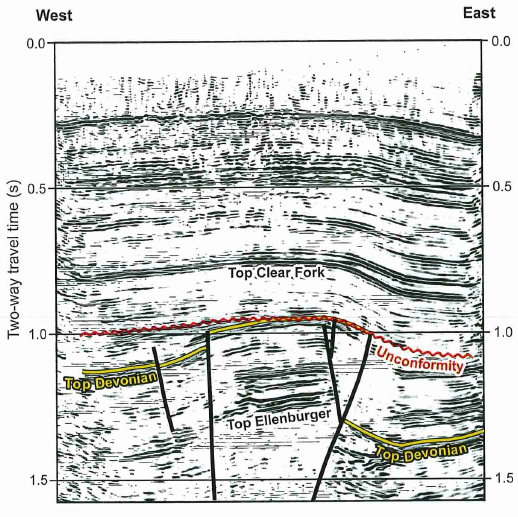 West
East
0.0
0.0
0.5
0.5
Two-way travel time (s)
Top Clear Fork
1.0
1.0
Unconformity
Top Devonian
Top Ellenburger
Top Devonian
1.5
1.5